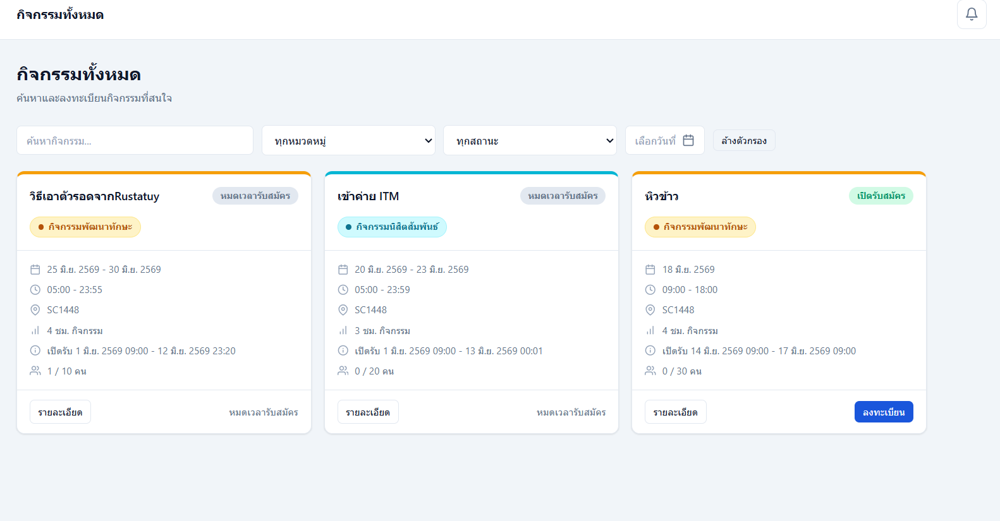 กิจกรรมทั้งหมด
กิจกรรมทั้งหมด
ค้นหาและลงทะเบียนกิจกรรมที่สนใจ
ค้นหากิจกรรม...
ทุกหมวดหมู่
ทุกสถานะ
เลือกวันที่
ล้างตัวกรอง
วิธีเอาตัวรอดจากRustatuy
หมดเวลารับสมัคร
กิจกรรมพัฒนาทักษะ
25 มิ.ย. 2569 - 30 มิ.ย. 2569
05:00 - 23:55
SC1448
4 ชม. กิจกรรม
เปิดรับ 1 มิ.ย. 2569 09:00 - 12 มิ.ย. 2569 23:20
1 / 10 คน
รายละเอียด
หมดเวลารับสมัคร
เข้าค่าย ITM
หมดเวลารับสมัคร
กิจกรรมนิสิตสัมพันธ์
20 มิ.ย. 2569 - 23 มิ.ย. 2569
05:00 - 23:59
SC1448
3 ชม. กิจกรรม
เปิดรับ 1 มิ.ย. 2569 09:00 - 13 มิ.ย. 2569 00:01
0 / 20 คน
รายละเอียด
หมดเวลารับสมัคร
หิวข้าว
เปิดรับสมัคร
กิจกรรมพัฒนาทักษะ
18 มิ.ย. 2569
09:00 - 18:00
SC1448
4 ชม. กิจกรรม
เปิดรับ 14 มิ.ย. 2569 09:00 - 17 มิ.ย. 2569 09:00
0 / 30 คน
รายละเอียด
ลงทะเบียน